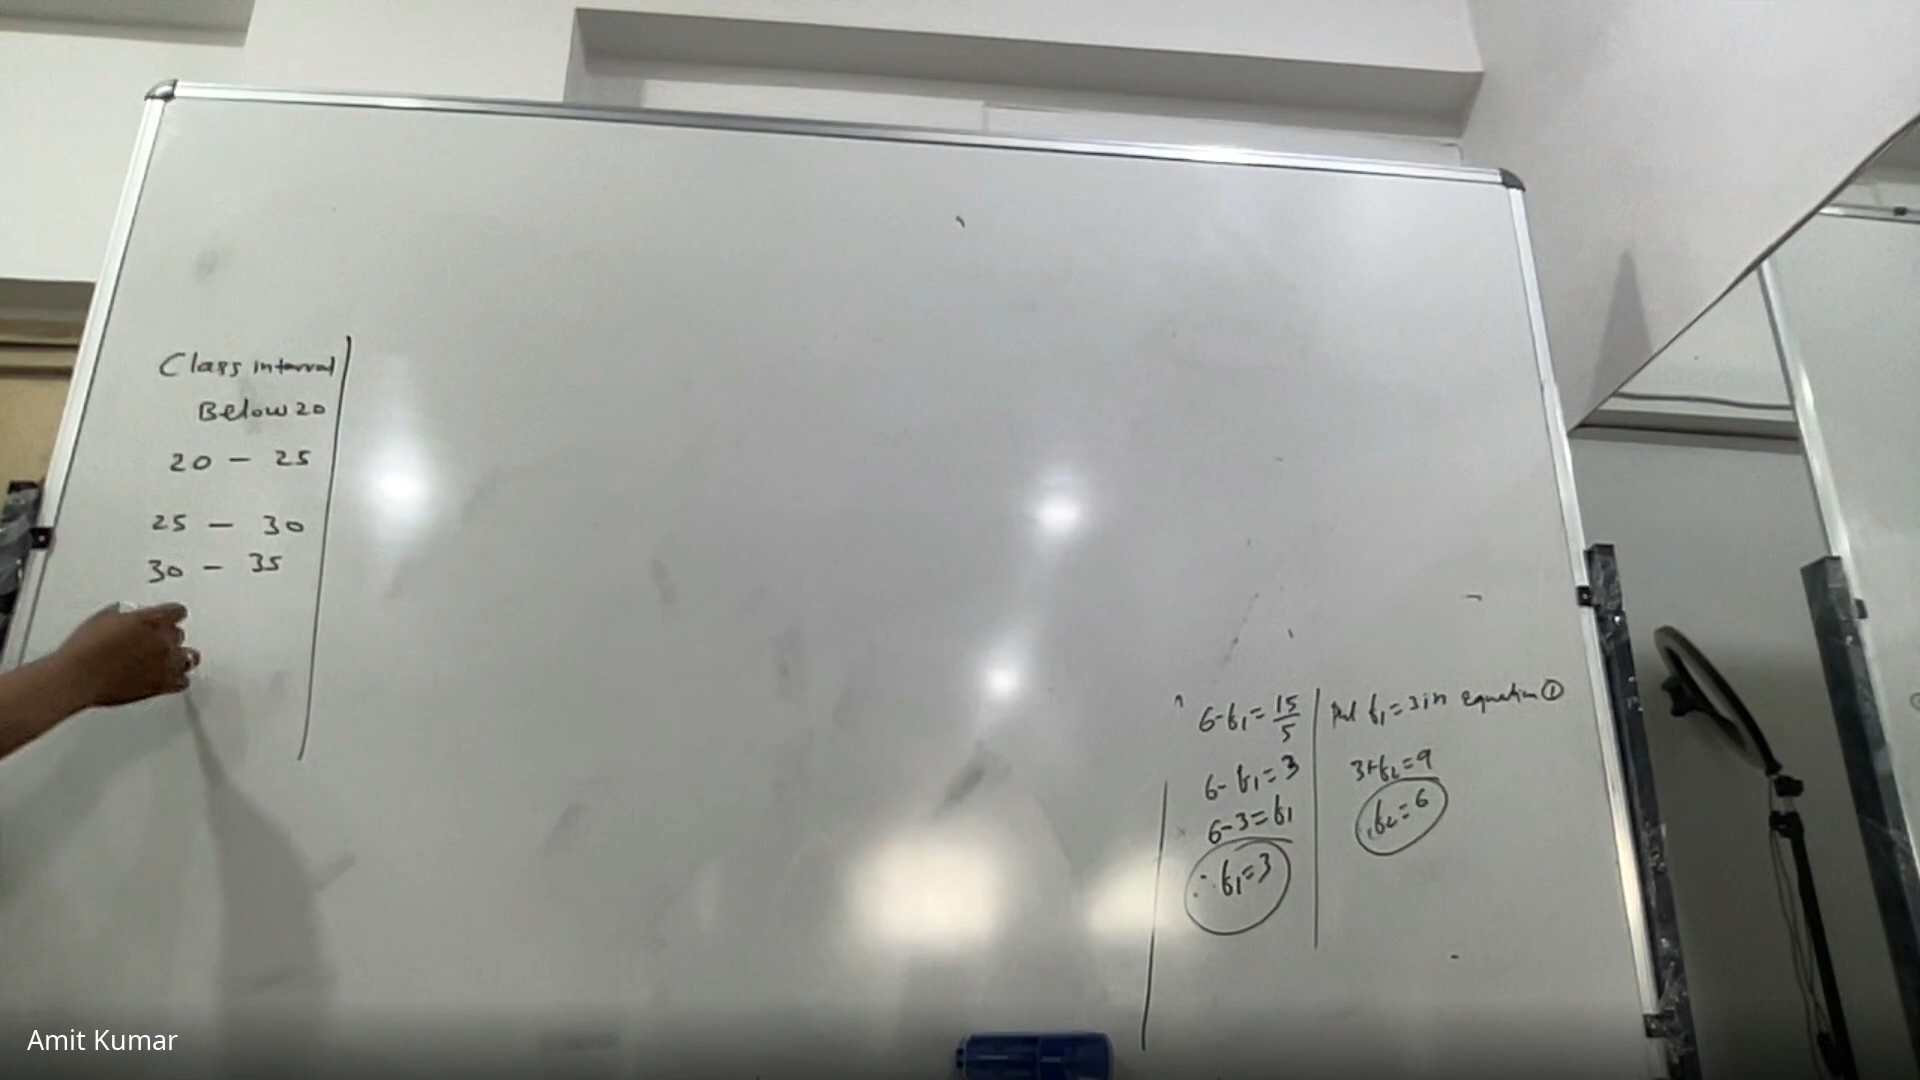 Class interval
Below 20
20 - 25
25 - 30
30 - 35
6-f₁ = 15/5
6-f₁=3
6-3=f₁
∴ f₁=3
Put f₁=3 in equation ①
3+f₂=9
f₂=6
Amit Kumar